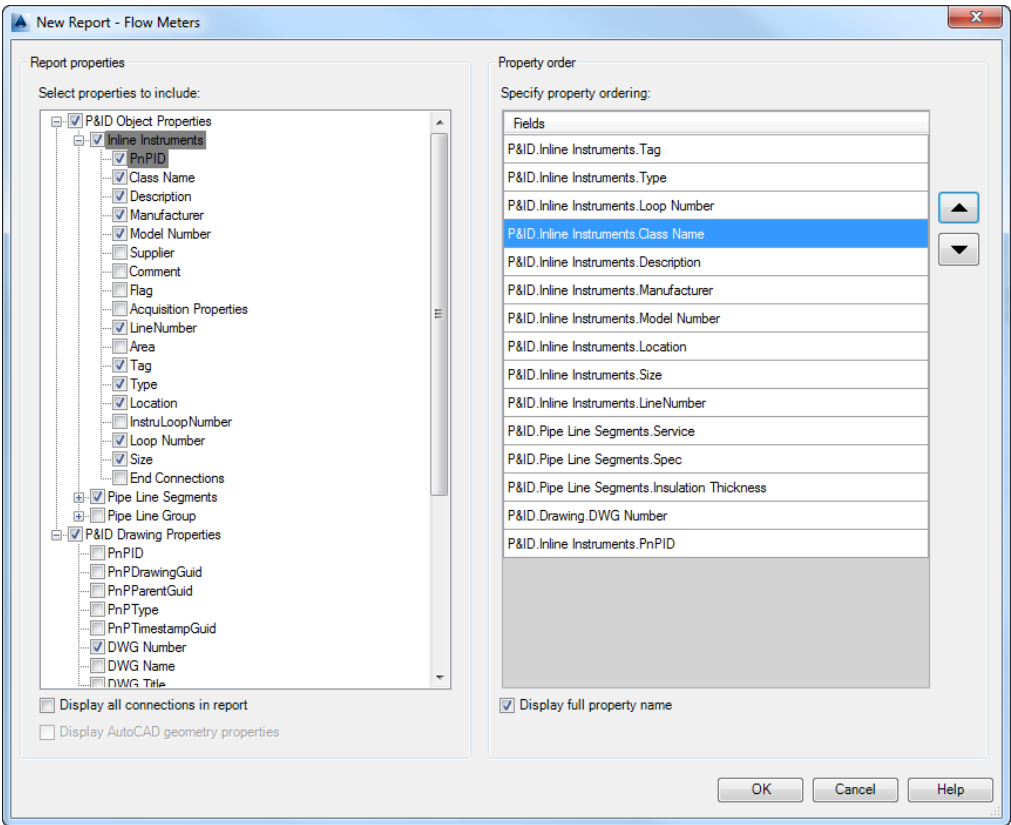 New Report - Flow Meters
Report properties
Select properties to include:
P&ID Object Properties
Inline Instruments
PnPID
Class Name
Description
Manufacturer
Model Number
Supplier
Comment
Flag
Acquisition Properties
LineNumber
Area
Tag
Type
Location
InstruLoopNumber
Loop Number
Size
End Connections
Pipe Line Segments
Pipe Line Group
P&ID Drawing Properties
PnPID
PnPDrawingGuid
PnPParentGuid
PnPType
PnPTimestampGuid
DWG Number
DWG Name
DWG Title
Display all connections in report
Display AutoCAD geometry properties
Property order
Specify property ordering:
Fields
P&ID.Inline Instruments.Tag
P&ID.Inline Instruments.Type
P&ID.Inline Instruments.Loop Number
P&ID.Inline Instruments.Class Name
P&ID.Inline Instruments.Description
P&ID.Inline Instruments.Manufacturer
P&ID.Inline Instruments.Model Number
P&ID.Inline Instruments.Location
P&ID.Inline Instruments.Size
P&ID.Inline Instruments.LineNumber
P&ID.Pipe Line Segments.Service
P&ID.Pipe Line Segments.Spec
P&ID.Pipe Line Segments.Insulation Thickness
P&ID.Drawing.DWG Number
P&ID.Inline Instruments.PnPID
Display full property name
OK
Cancel
Help